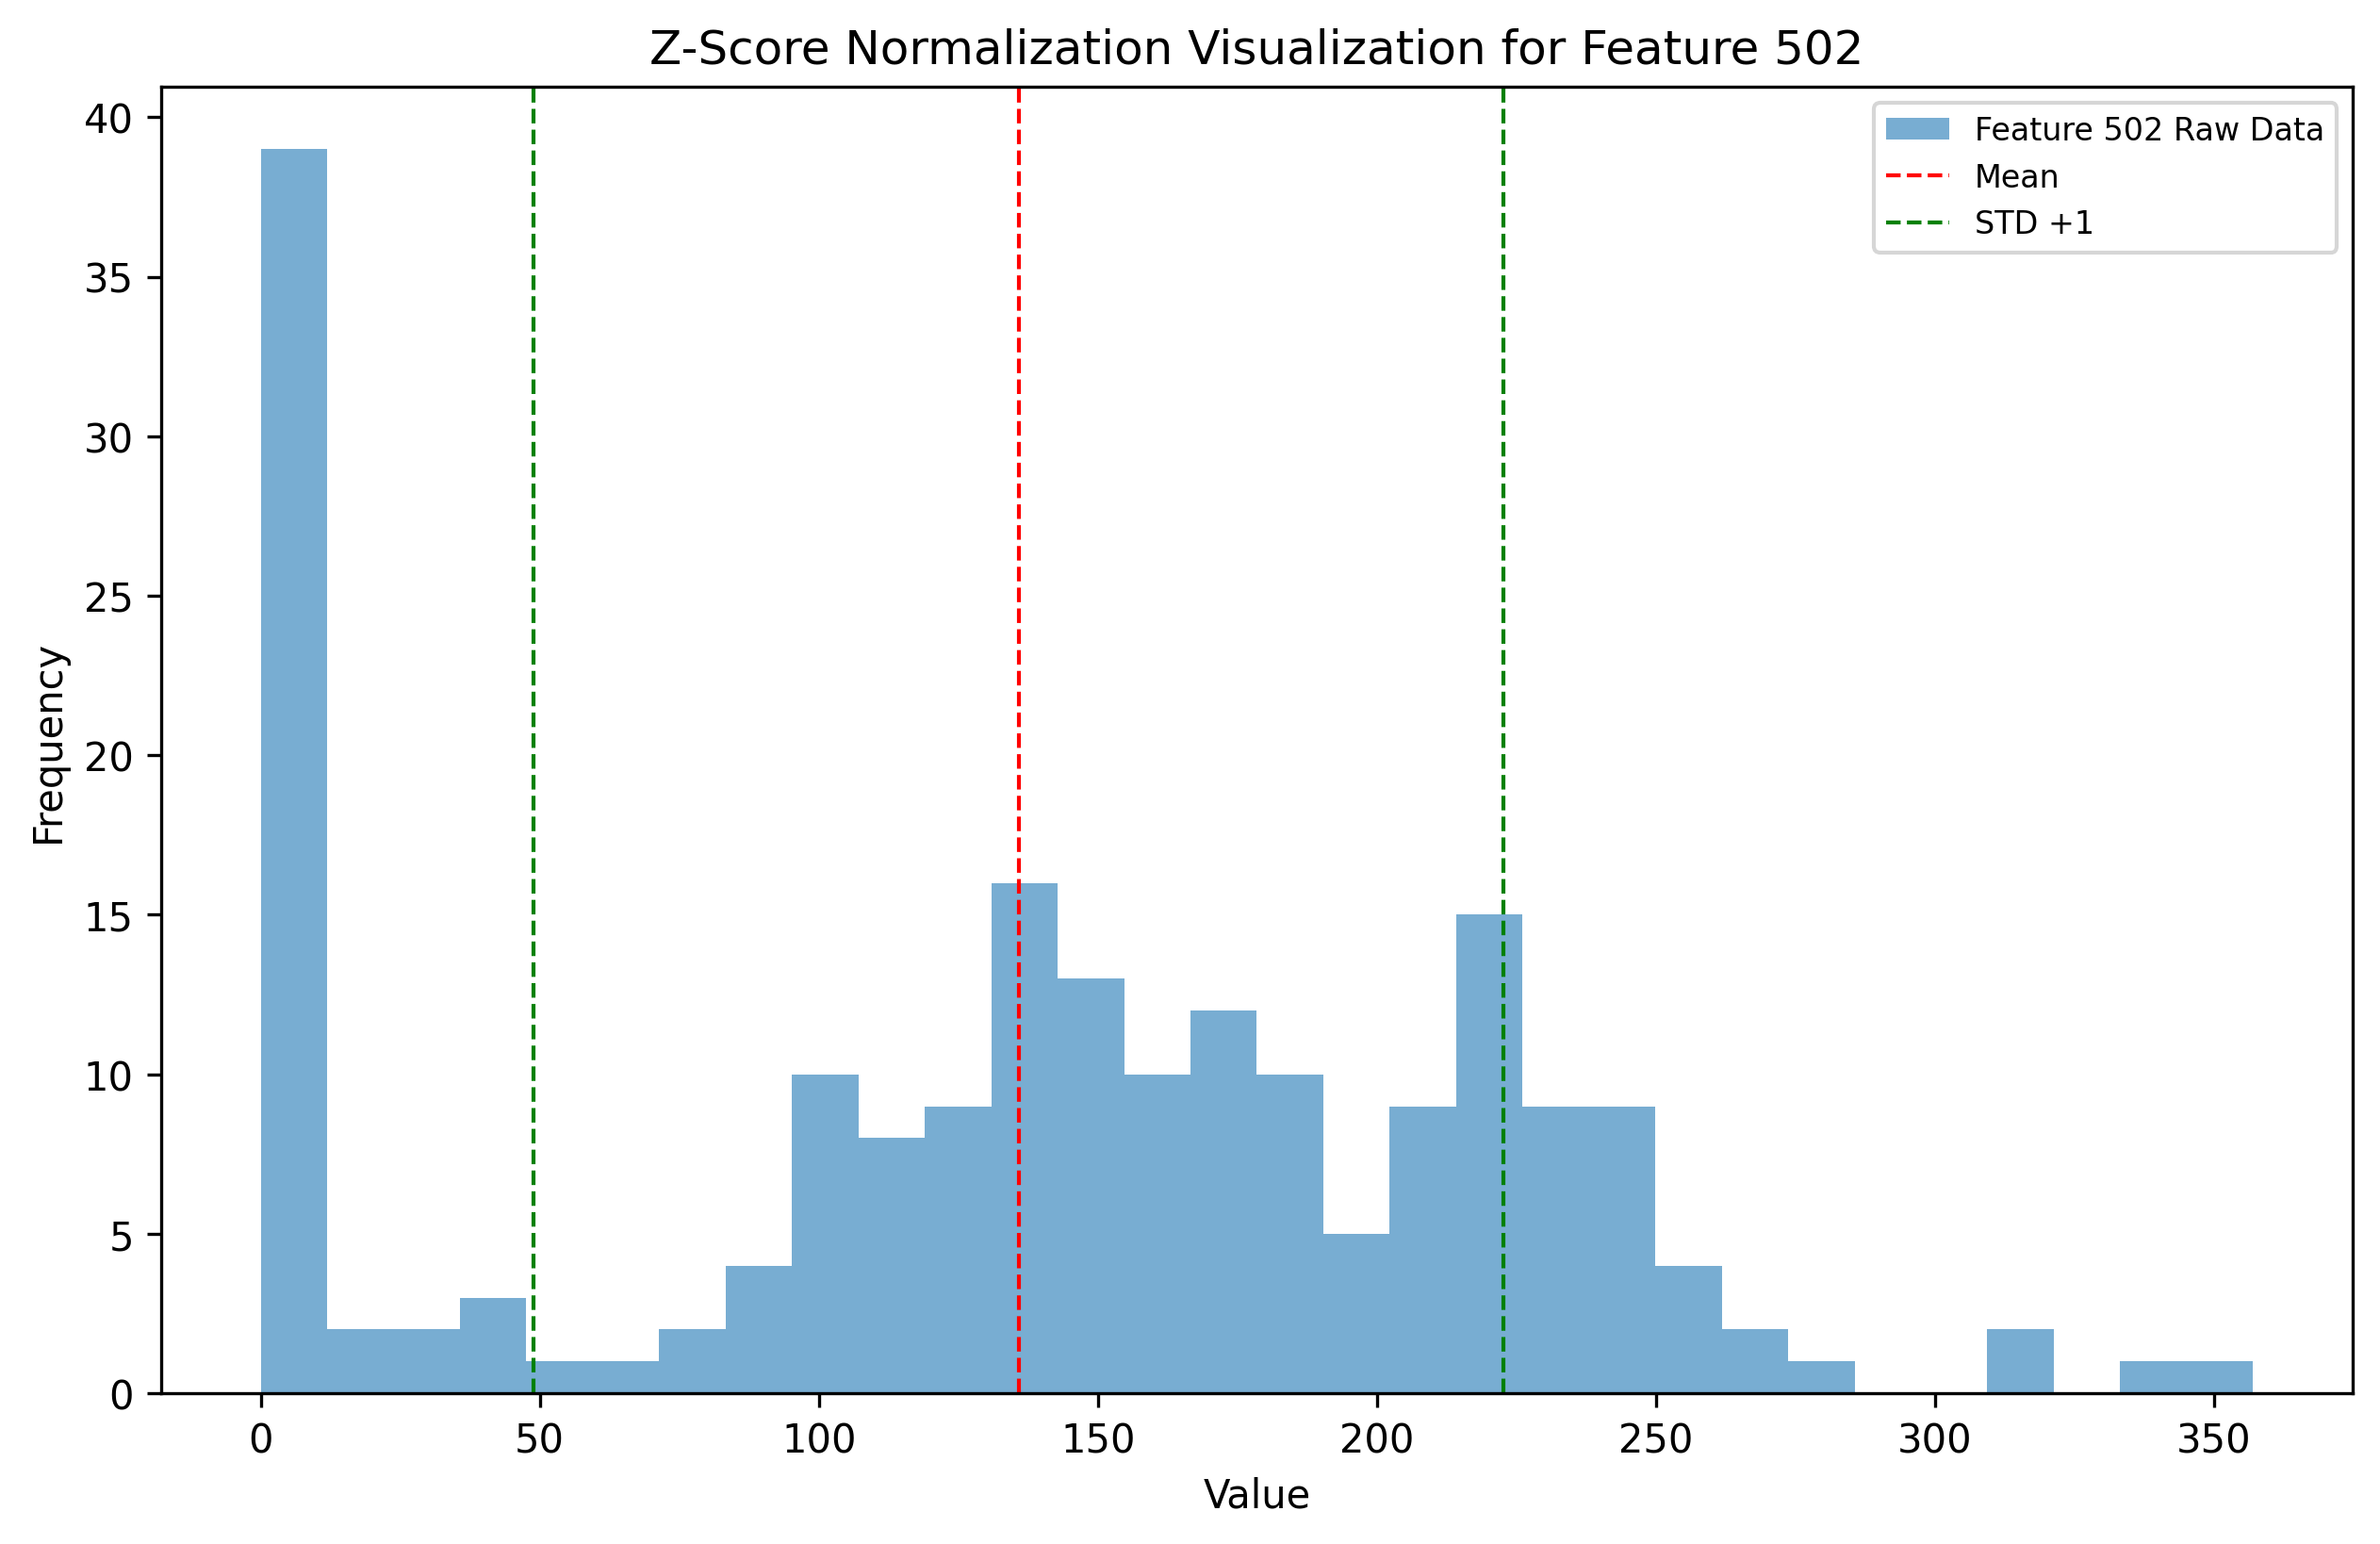 Z-Score Normalization Visualization for Feature 502
Feature 502 Raw Data
Mean
STD +1
40
35
30
25
20
15
10
5
0
Frequency
0 50 100 150 200 250 300 350
Value